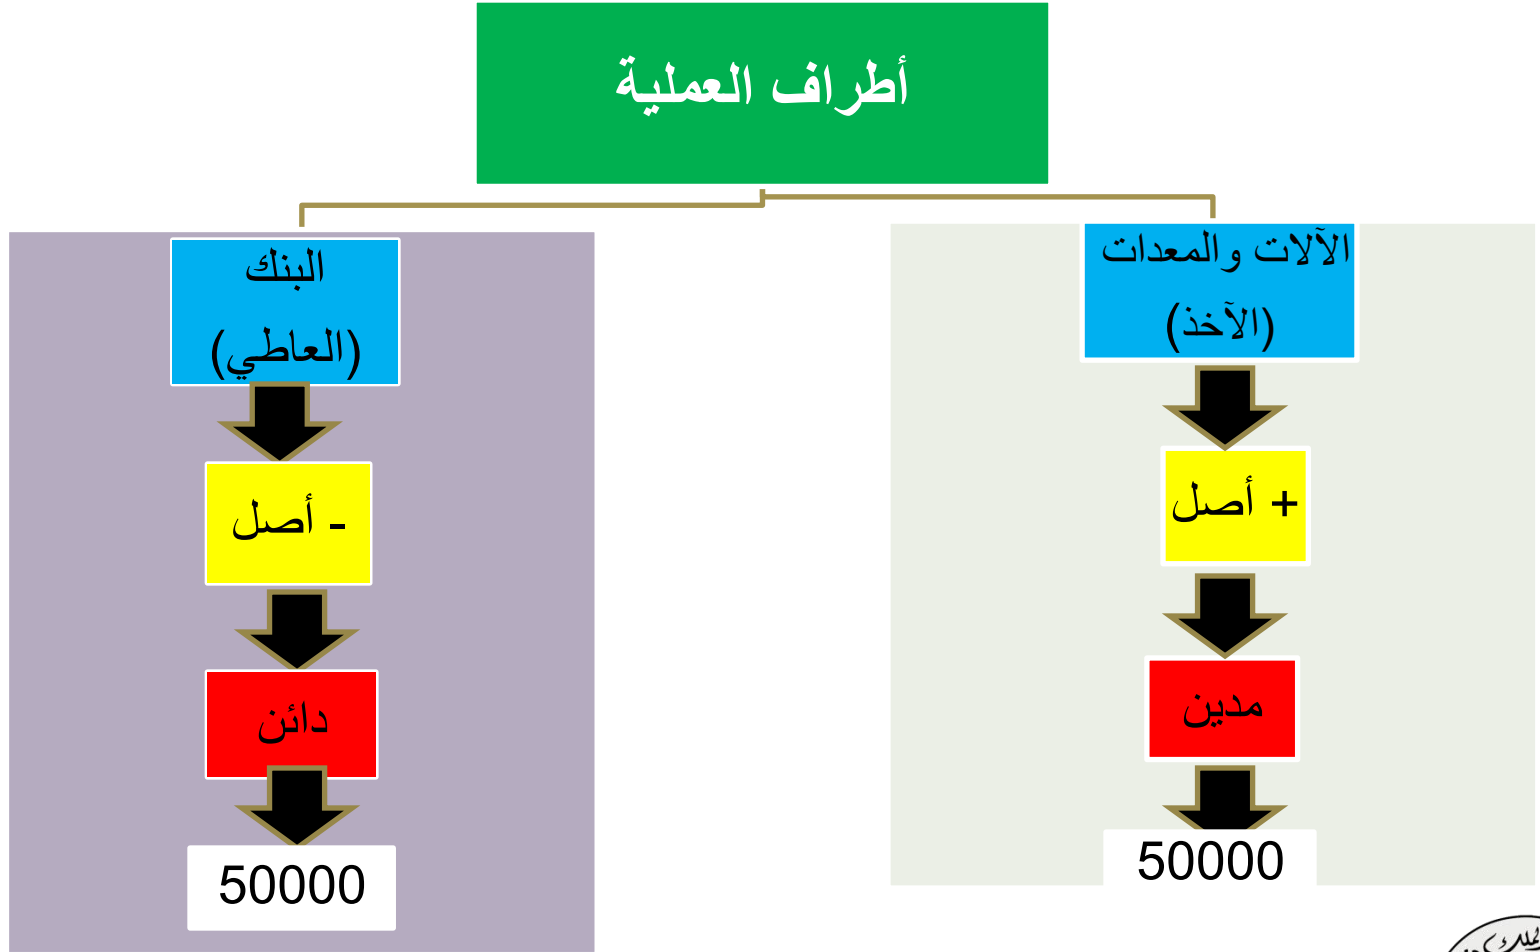 أطراف العملية
الآلات والمعدات
(الآخذ)
+ أصل
مدين
50000
البنك
(العاطي)
- أصل
دائن
50000